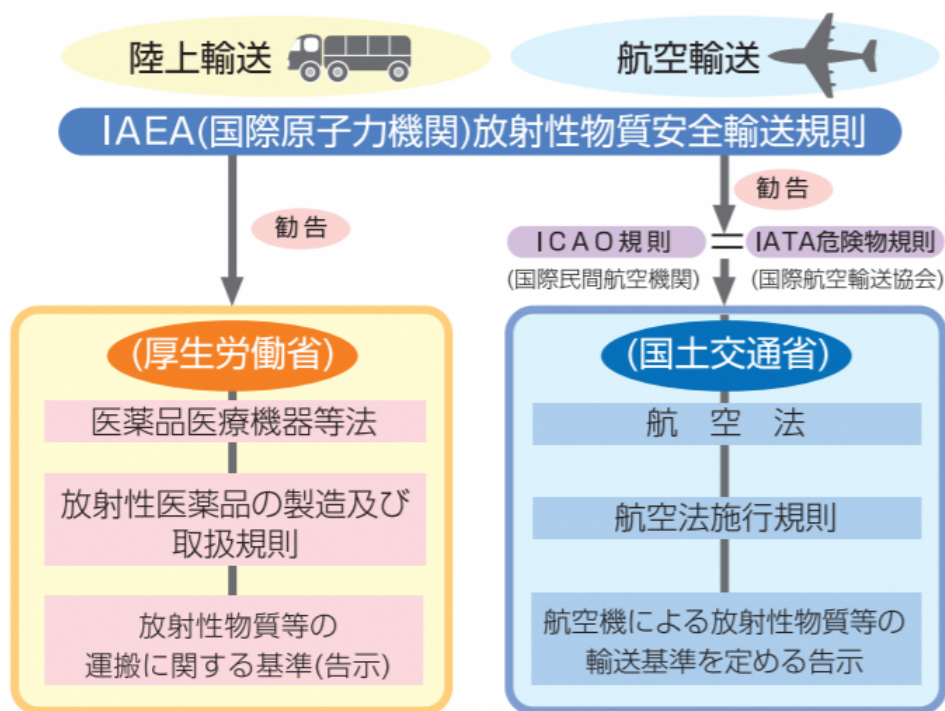 陸上輸送
航空輸送
IAEA(国際原子力機関)放射性物質安全輸送規則
勧告
勧告
ICAO規則
IATA危険物規則
(国際民間航空機関)
(国際航空輸送協会)
(厚生労働省)
医薬品医療機器等法
放射性医薬品の製造及び
取扱規則
放射性物質等の
運搬に関する基準(告示)
(国土交通省)
航空法
航空法施行規則
航空機による放射性物質等の
輸送基準を定める告示